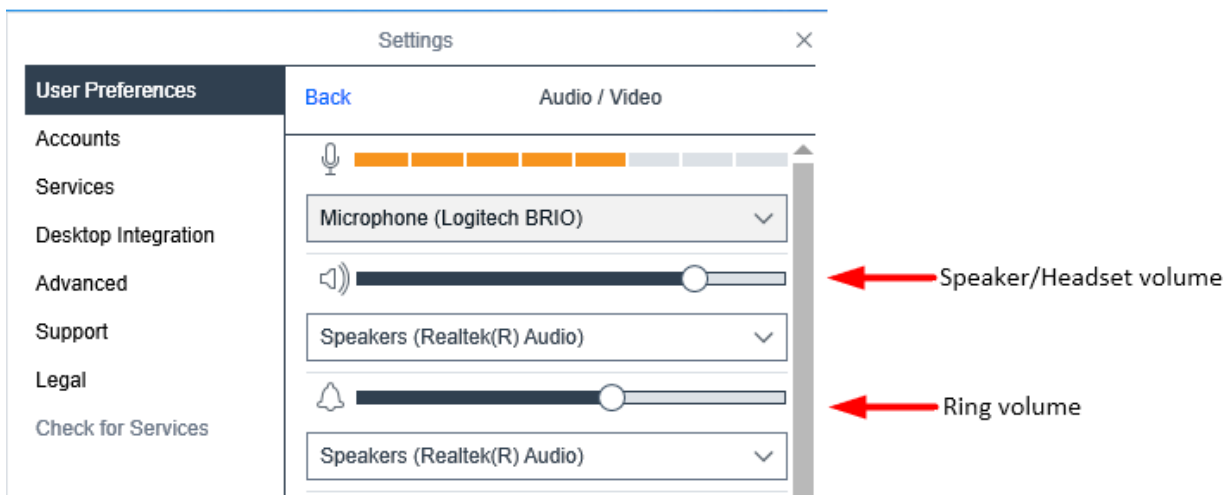 Settings
User Preferences
Back
Audio / Video
Accounts
Services
Microphone (Logitech BRIO)
Desktop Integration
Advanced
Speaker/Headset volume
Support
Speakers (Realtek(R) Audio)
Legal
Ring volume
Check for Services
Speakers (Realtek(R) Audio)